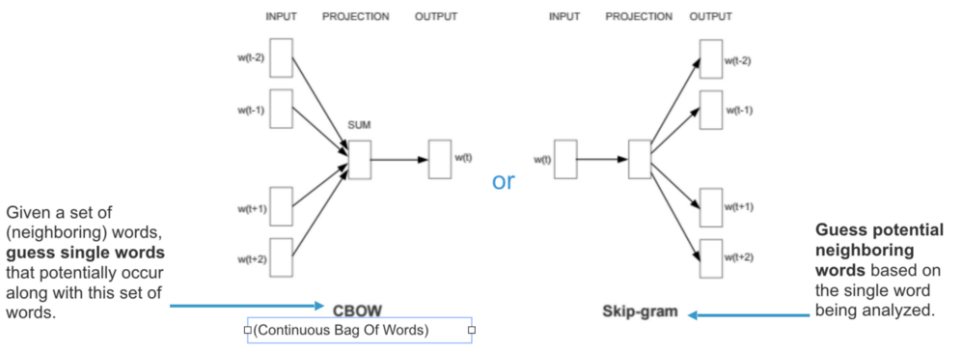 INPUT PROJECTION OUTPUT
w(t-2)
w(t-1)
SUM
w(t)
w(t+1)
w(t+2)
CBOW
(Continuous Bag Of Words)
Given a set of
(neighboring) words,
guess single words
that potentially occur
along with this set of
words.
or
INPUT PROJECTION OUTPUT
w(t-2)
w(t-1)
w(t)
w(t+1)
w(t+2)
Skip-gram
Guess potential
neighboring
words based on
the single word
being analyzed.